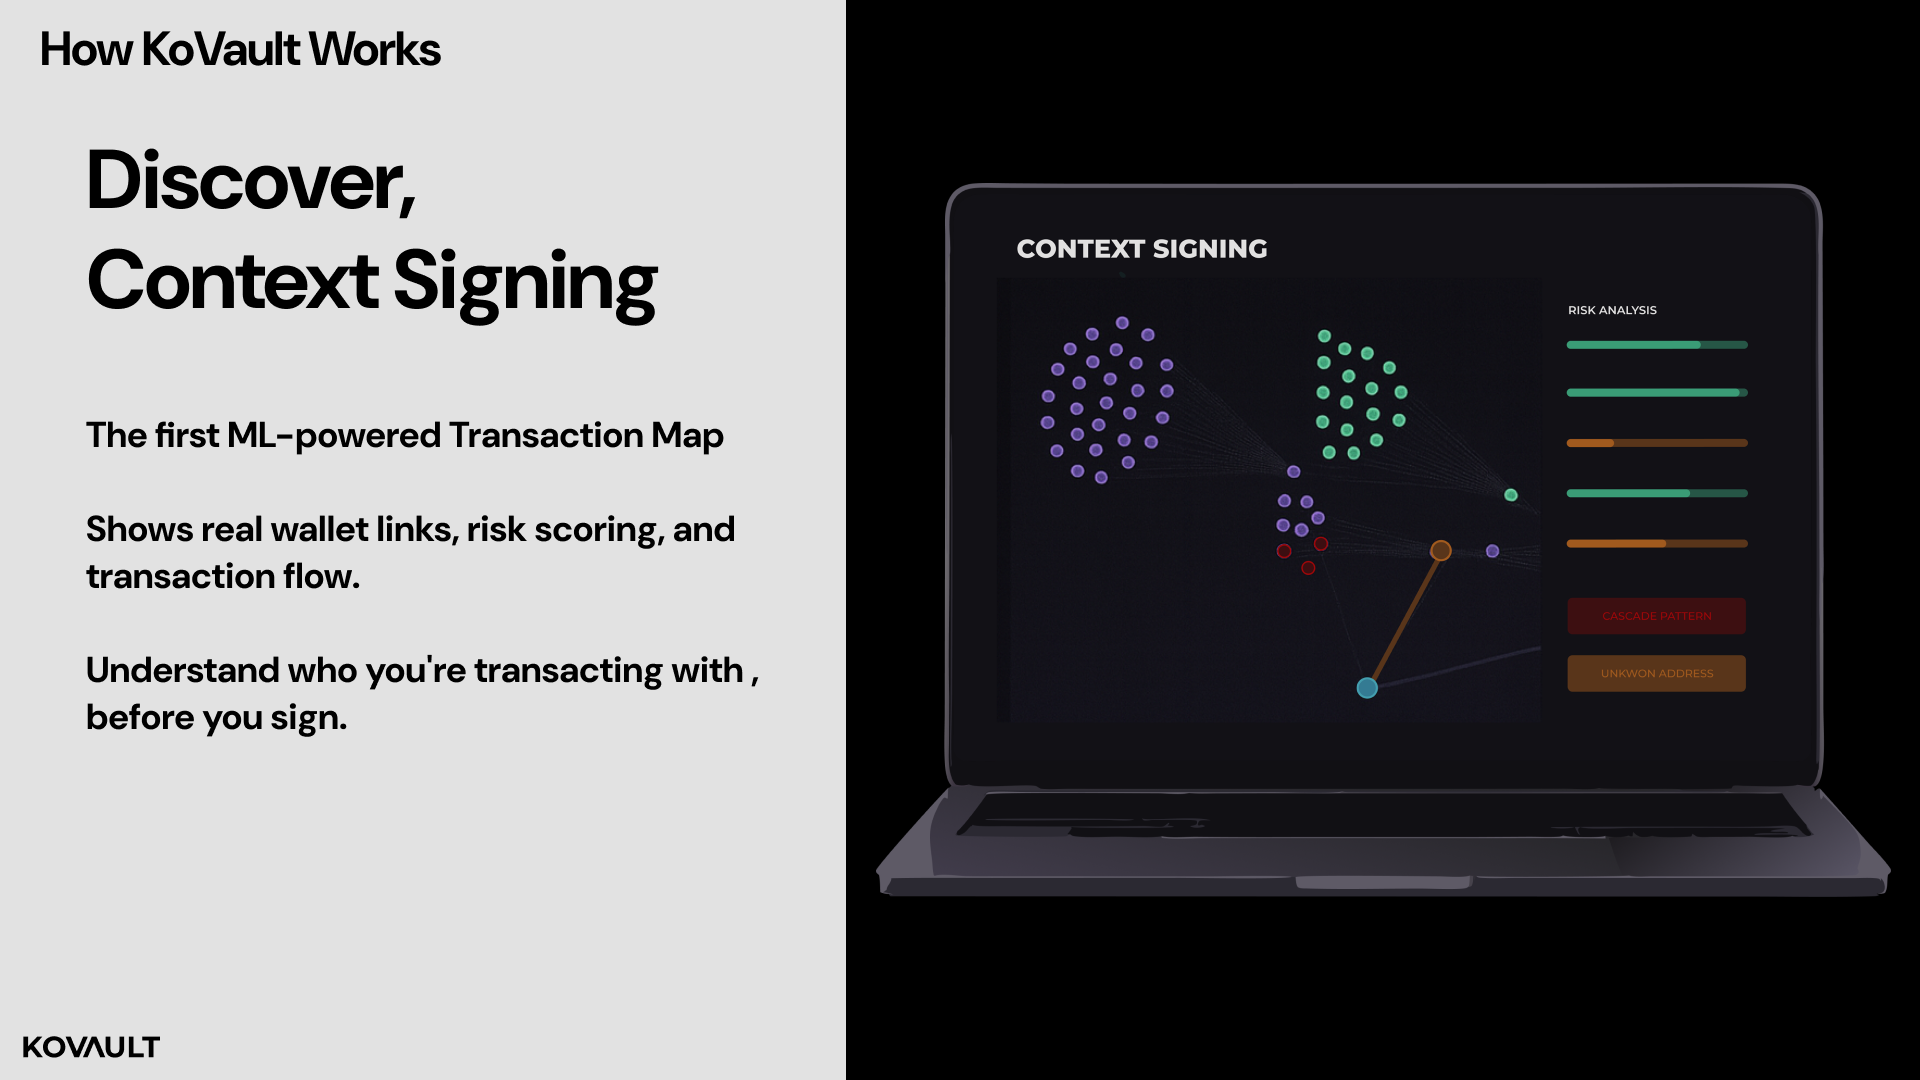 How KoVault Works
Discover,
Context Signing
The first ML-powered Transaction Map
Shows real wallet links, risk scoring, and
transaction flow.
Understand who you're transacting with ,
before you sign.
KOVAULT
CONTEXT SIGNING
RISK ANALYSIS
CASCADE PATTERN
UNKWON ADDRESS